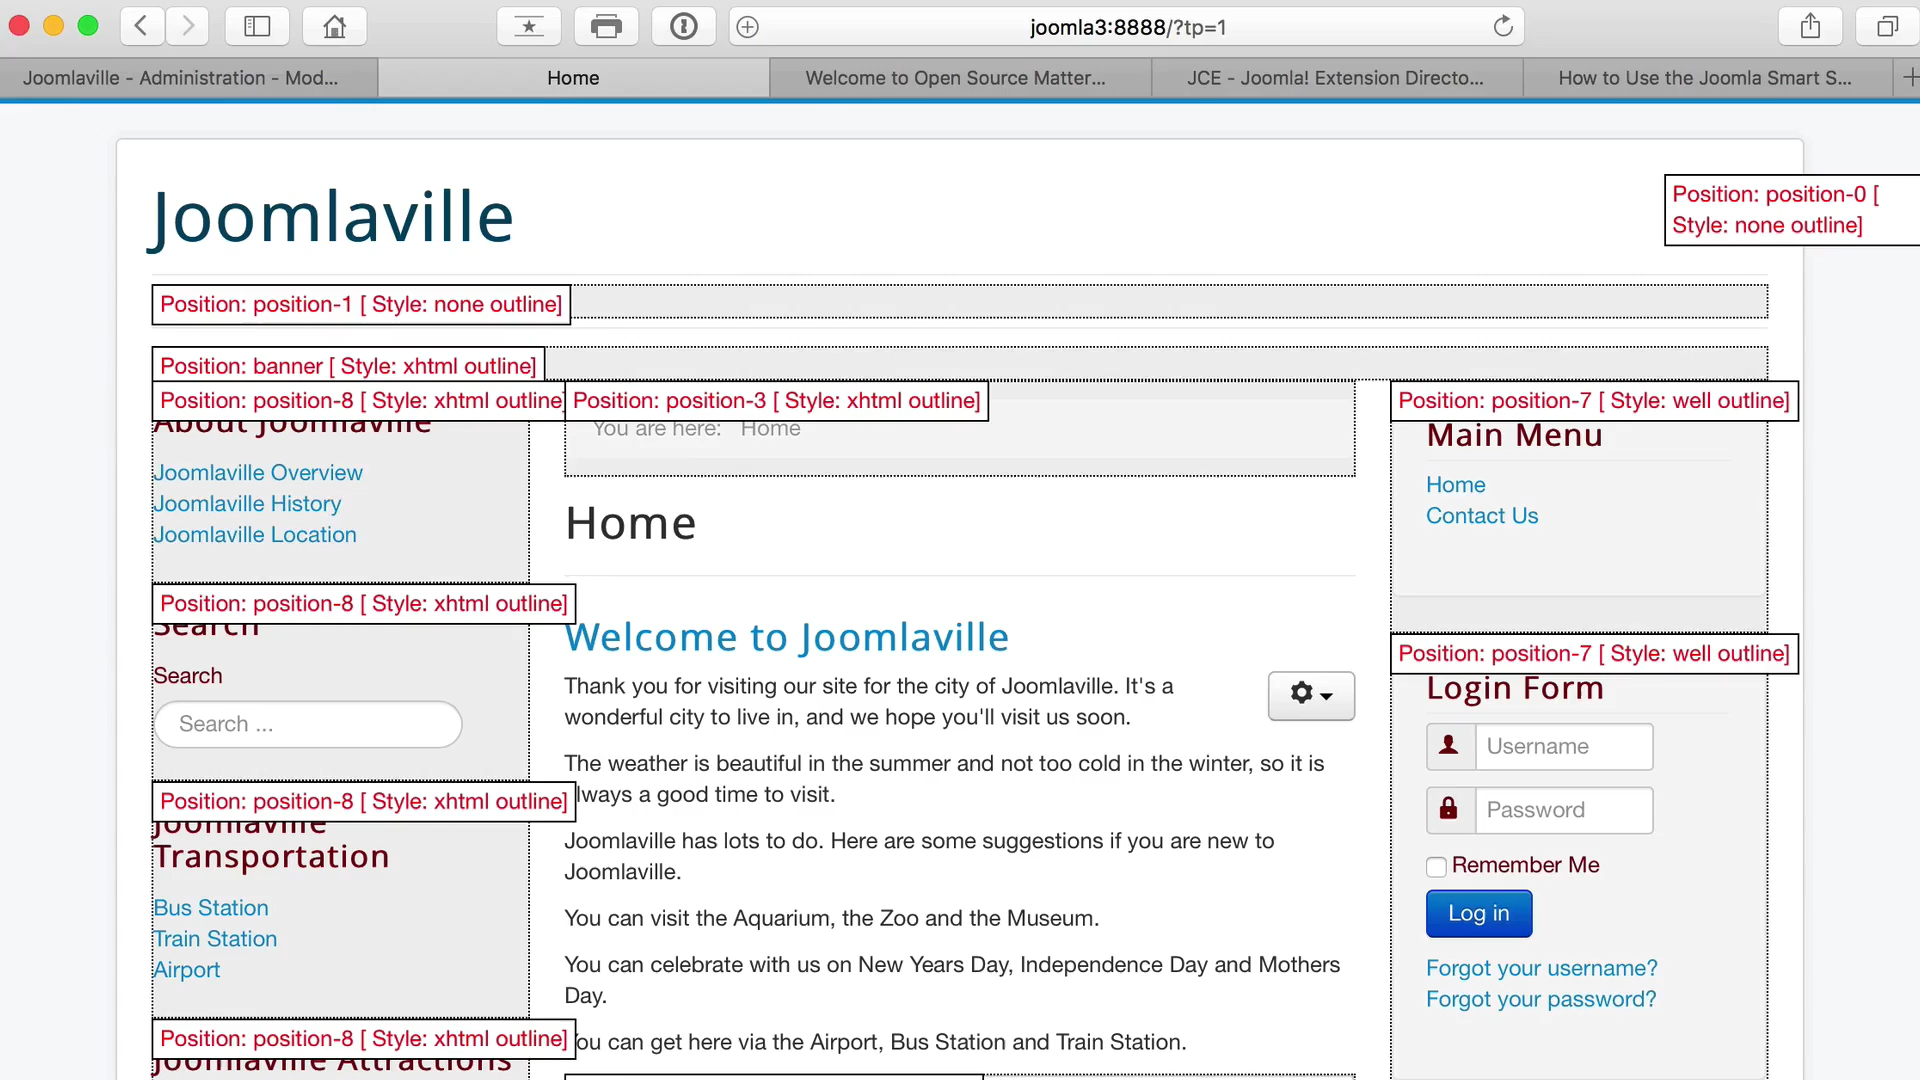 joomla3:8888/?tp=1
Joomlaville - Administration - Mod...
Home
Welcome to Open Source Matter...
JCE - Joomla! Extension Directo...
How to Use the Joomla Smart S...
Joomlaville
Position: position-0 [
Style: none outline]
Position: position-1 [ Style: none outline]
Position: banner [ Style: xhtml outline]
Position: position-8 [ Style: xhtml outline
About Joomlaville
Joomlaville Overview
Joomlaville History
Joomlaville Location
Position: position-8 [ Style: xhtml outline]
Search
Search
Search ...
Position: position-8 [ Style: xhtml outline]
Joomlaville
Transportation
Bus Station
Train Station
Airport
Position: position-8 [ Style: xhtml outline]
Joomlaville Attractions
Position: position-3 [ Style: xhtml outline]
You are here: Home
Home
Welcome to Joomlaville
Thank you for visiting our site for the city of Joomlaville. It's a
wonderful city to live in, and we hope you'll visit us soon.
The weather is beautiful in the summer and not too cold in the winter, so it is
lways a good time to visit.
Joomlaville has lots to do. Here are some suggestions if you are new to
Joomlaville.
You can visit the Aquarium, the Zoo and the Museum.
You can celebrate with us on New Years Day, Independence Day and Mothers
Day.
You can get here via the Airport, Bus Station and Train Station.
Position: position-7 [ Style: well outline]
Main Menu
Home
Contact Us
Position: position-7 [ Style: well outline]
Login Form
Username
Password
Remember Me
Log in
Forgot your username?
Forgot your password?